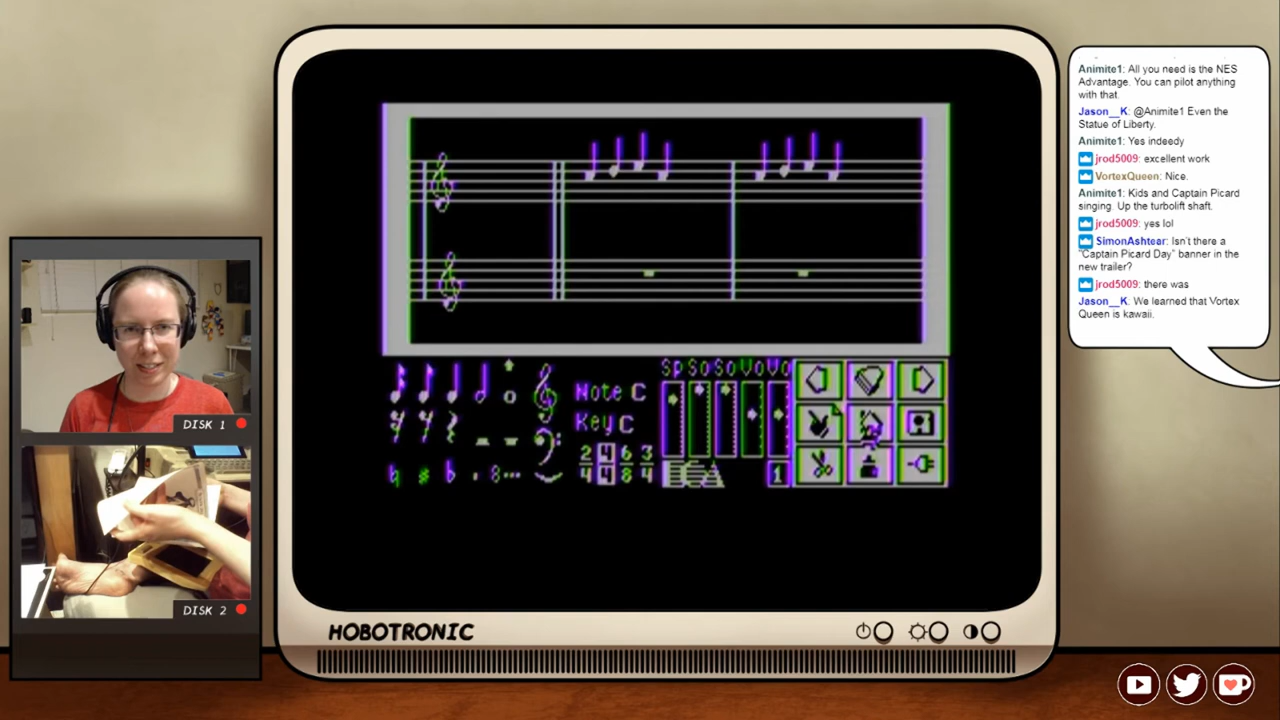 Animite1: All you need is the NES
Advantage. You can pilot anything
with that.
Jason__K: @Animite1 Even the
Statue of Liberty.
Animite1: Yes indeedy
jrod5009: excellent work
VortexQueen: Nice.
Animite1: Kids and Captain Picard
singing. Up the turbolift shaft.
jrod5009: yes lol
SimonAshtear: Isn't there a
"Captain Picard Day" banner in the
new trailer?
jrod5009: there was
Jason__K: We learned that Vortex
Queen is kawaii.
Sp So So Vo Vo
Note C
Key C
2 4 6 3
4 4 8 4
1
DISK 1
DISK 2
HOBOTRONIC